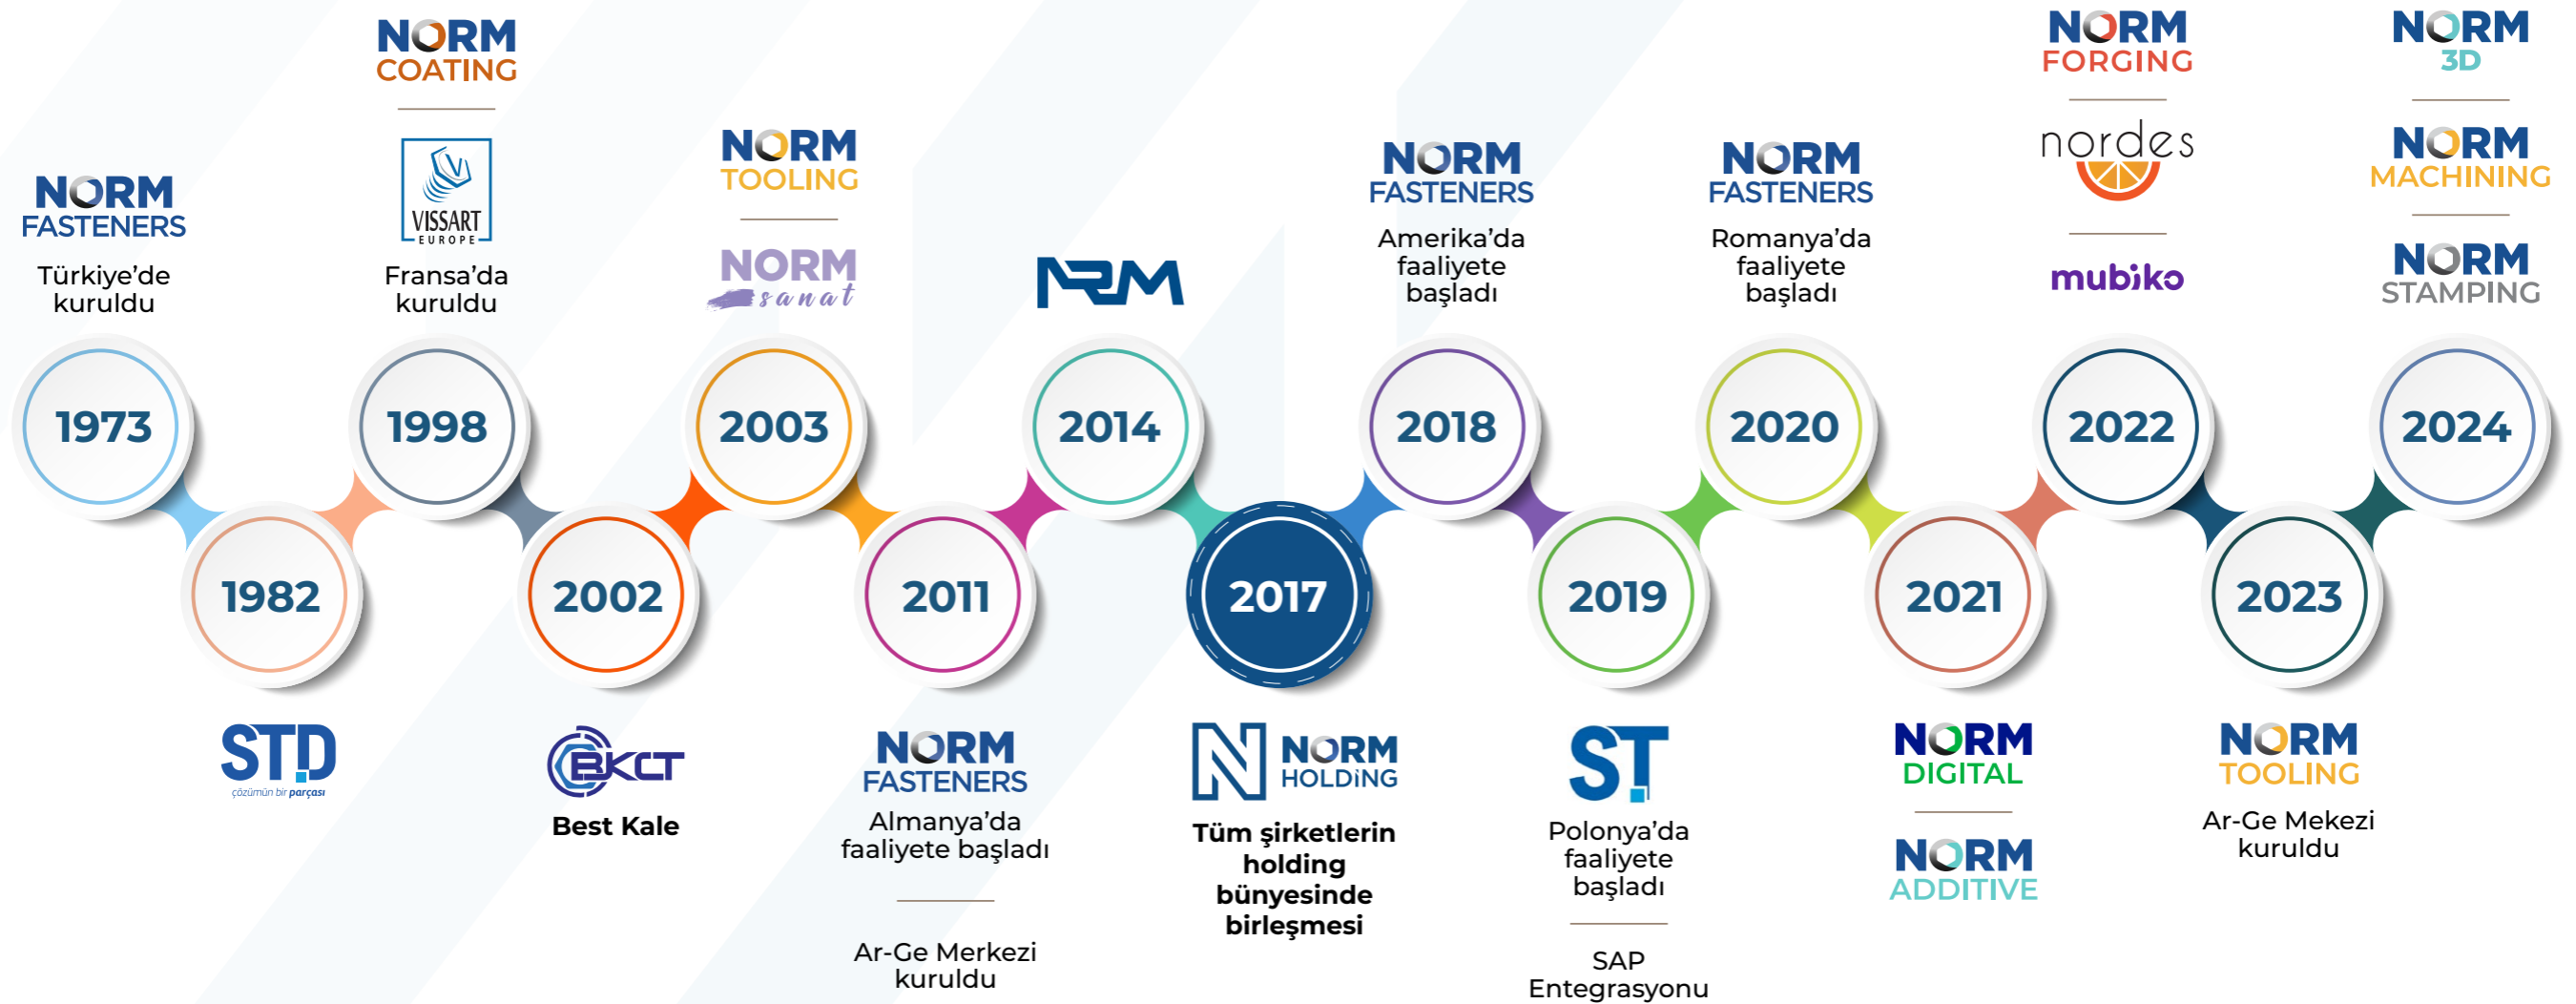 NORM
FASTENERS
Türkiye'de
kuruldu
1973
1982
STD
çözümün bir parçası
NORM
COATING
V
VISSART
EUROPE
Fransa'da
kuruldu
1998
2002
BKCT
Best Kale
NORM
TOOLING
NORM
sanat
2003
2011
NORM
FASTENERS
Almanya'da
faaliyete başladı
Ar-Ge Merkezi
kuruldu
NRM
2014
2017
N NORM
HOLDiNG
Tüm şirketlerin
holding
bünyesinde
birleşmesi
NORM
FASTENERS
Amerika'da
faaliyete
başladı
2018
2019
ST
Polonya'da
faaliyete
başladı
SAP
Entegrasyonu
NORM
FASTENERS
Romanya'da
faaliyete
başladı
2020
2021
NORM
DIGITAL
NORM
ADDITIVE
NORM
FORGING
nordes
mubiko
2022
2023
NORM
TOOLING
Ar-Ge Mekezi
kuruldu
NORM
3D
NORM
MACHINING
NORM
STAMPING
2024